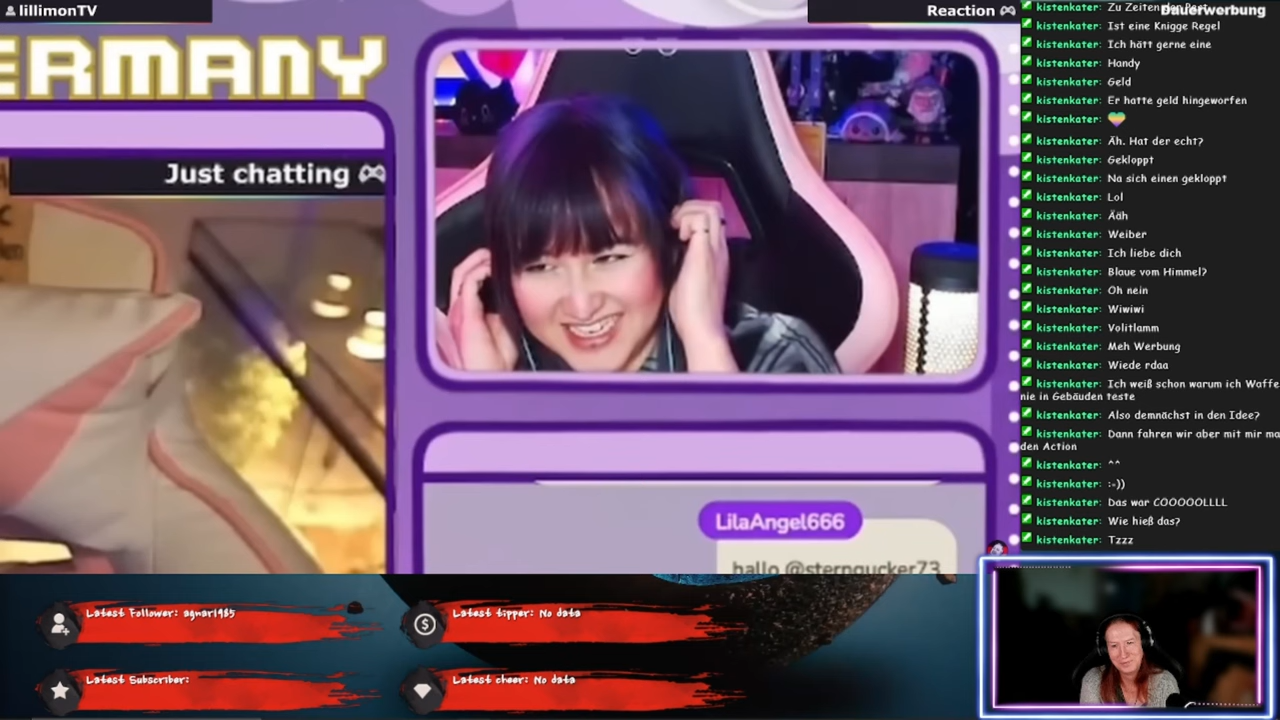 lillimonTV
Reaction
Dauerwerbung
ERMANY
Just chatting
LilaAngel666
hallo @sterngucker73
kistenkater: Zu Zeiten
kistenkater: Ist eine Knigge Regel
kistenkater: Ich hätt gerne eine
kistenkater: Handy
kistenkater: Geld
kistenkater: Er hatte geld hingeworfen
kistenkater:
kistenkater: Äh. Hat der echt?
kistenkater: Gekloppt
kistenkater: Na sich einen gekloppt
kistenkater: Lol
kistenkater: Ääh
kistenkater: Weiber
kistenkater: Ich liebe dich
kistenkater: Blaue vom Himmel?
kistenkater: Oh nein
kistenkater: Wiwiwi
kistenkater: Volitlamm
kistenkater: Meh Werbung
kistenkater: Wiede rdaa
kistenkater: Ich weiß schon warum ich Waffe
nie in Gebäuden teste
kistenkater: Also demnächst in den Idee?
kistenkater: Dann fahren wir aber mit mir ma
den Action
kistenkater: ^^
kistenkater: :=))
kistenkater: Das war COOOOOLLLL
kistenkater: Wie hieß das?
kistenkater: Tzzz
Latest Follower: agnar1985
Latest tipper: No data
Latest Subscriber:
Latest cheer: No data